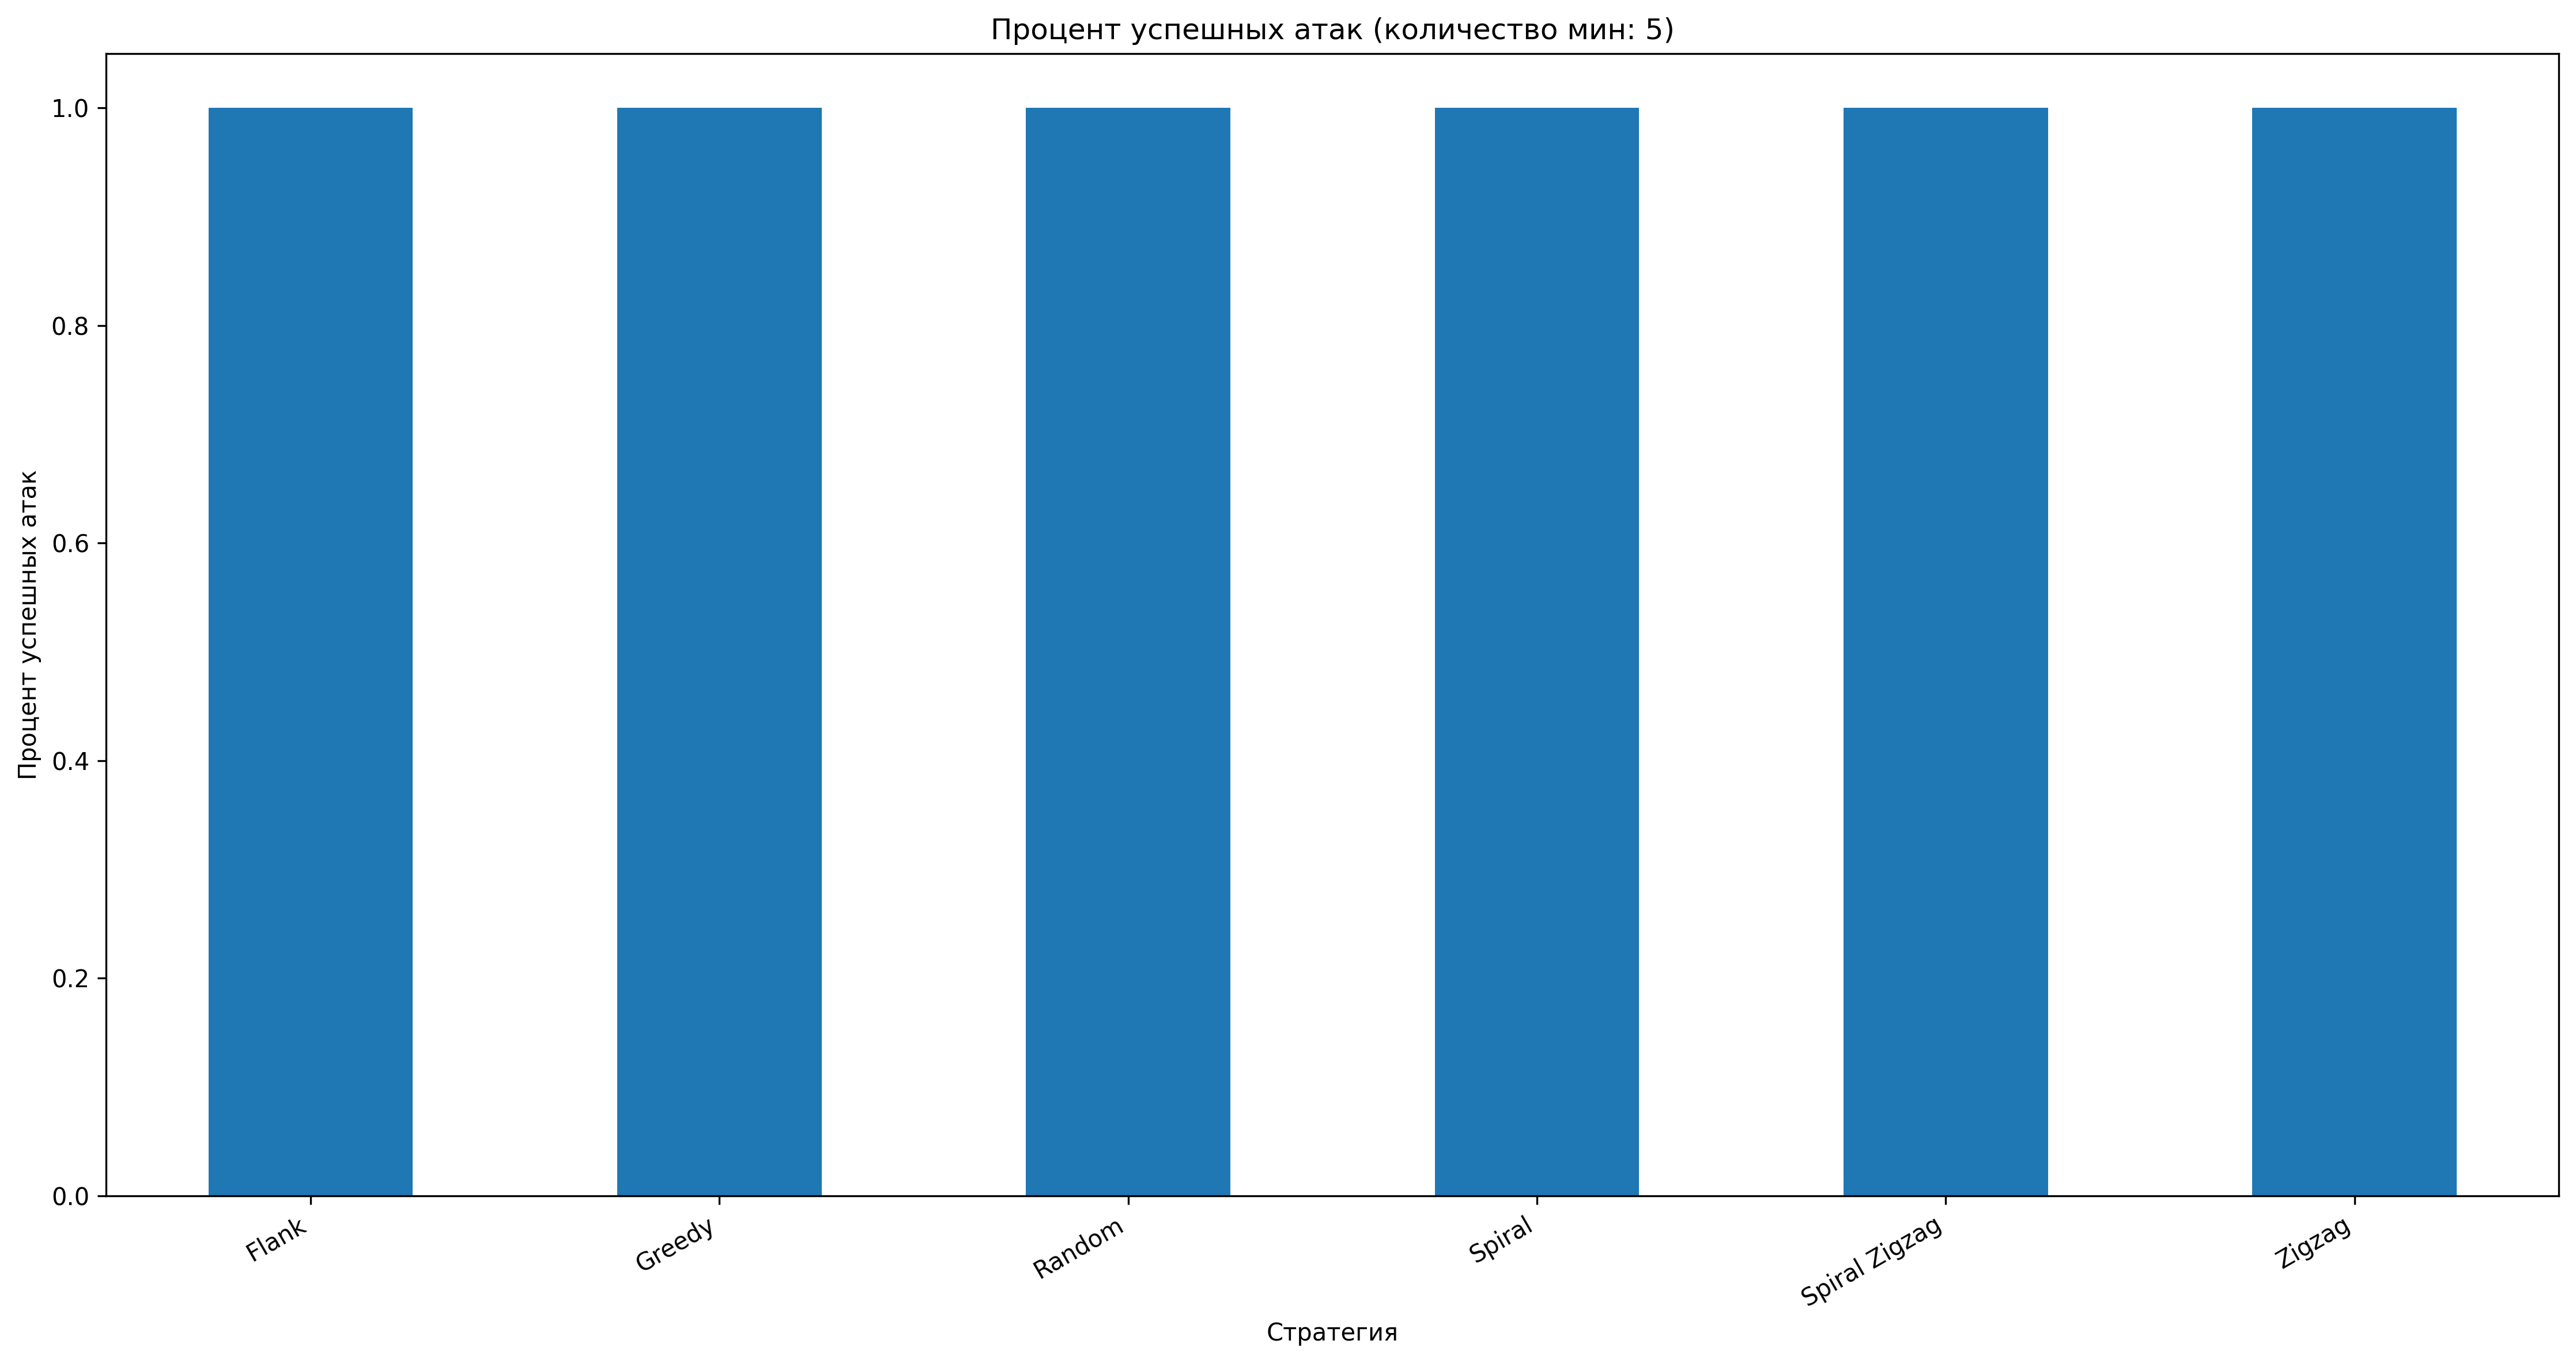 Процент успешных атак (количество мин: 5)
Процент успешных атак
1.0
0.8
0.6
0.4
0.2
0.0
Flank
Greedy
Random
Spiral
Spiral Zigzag
Zigzag
Стратегия